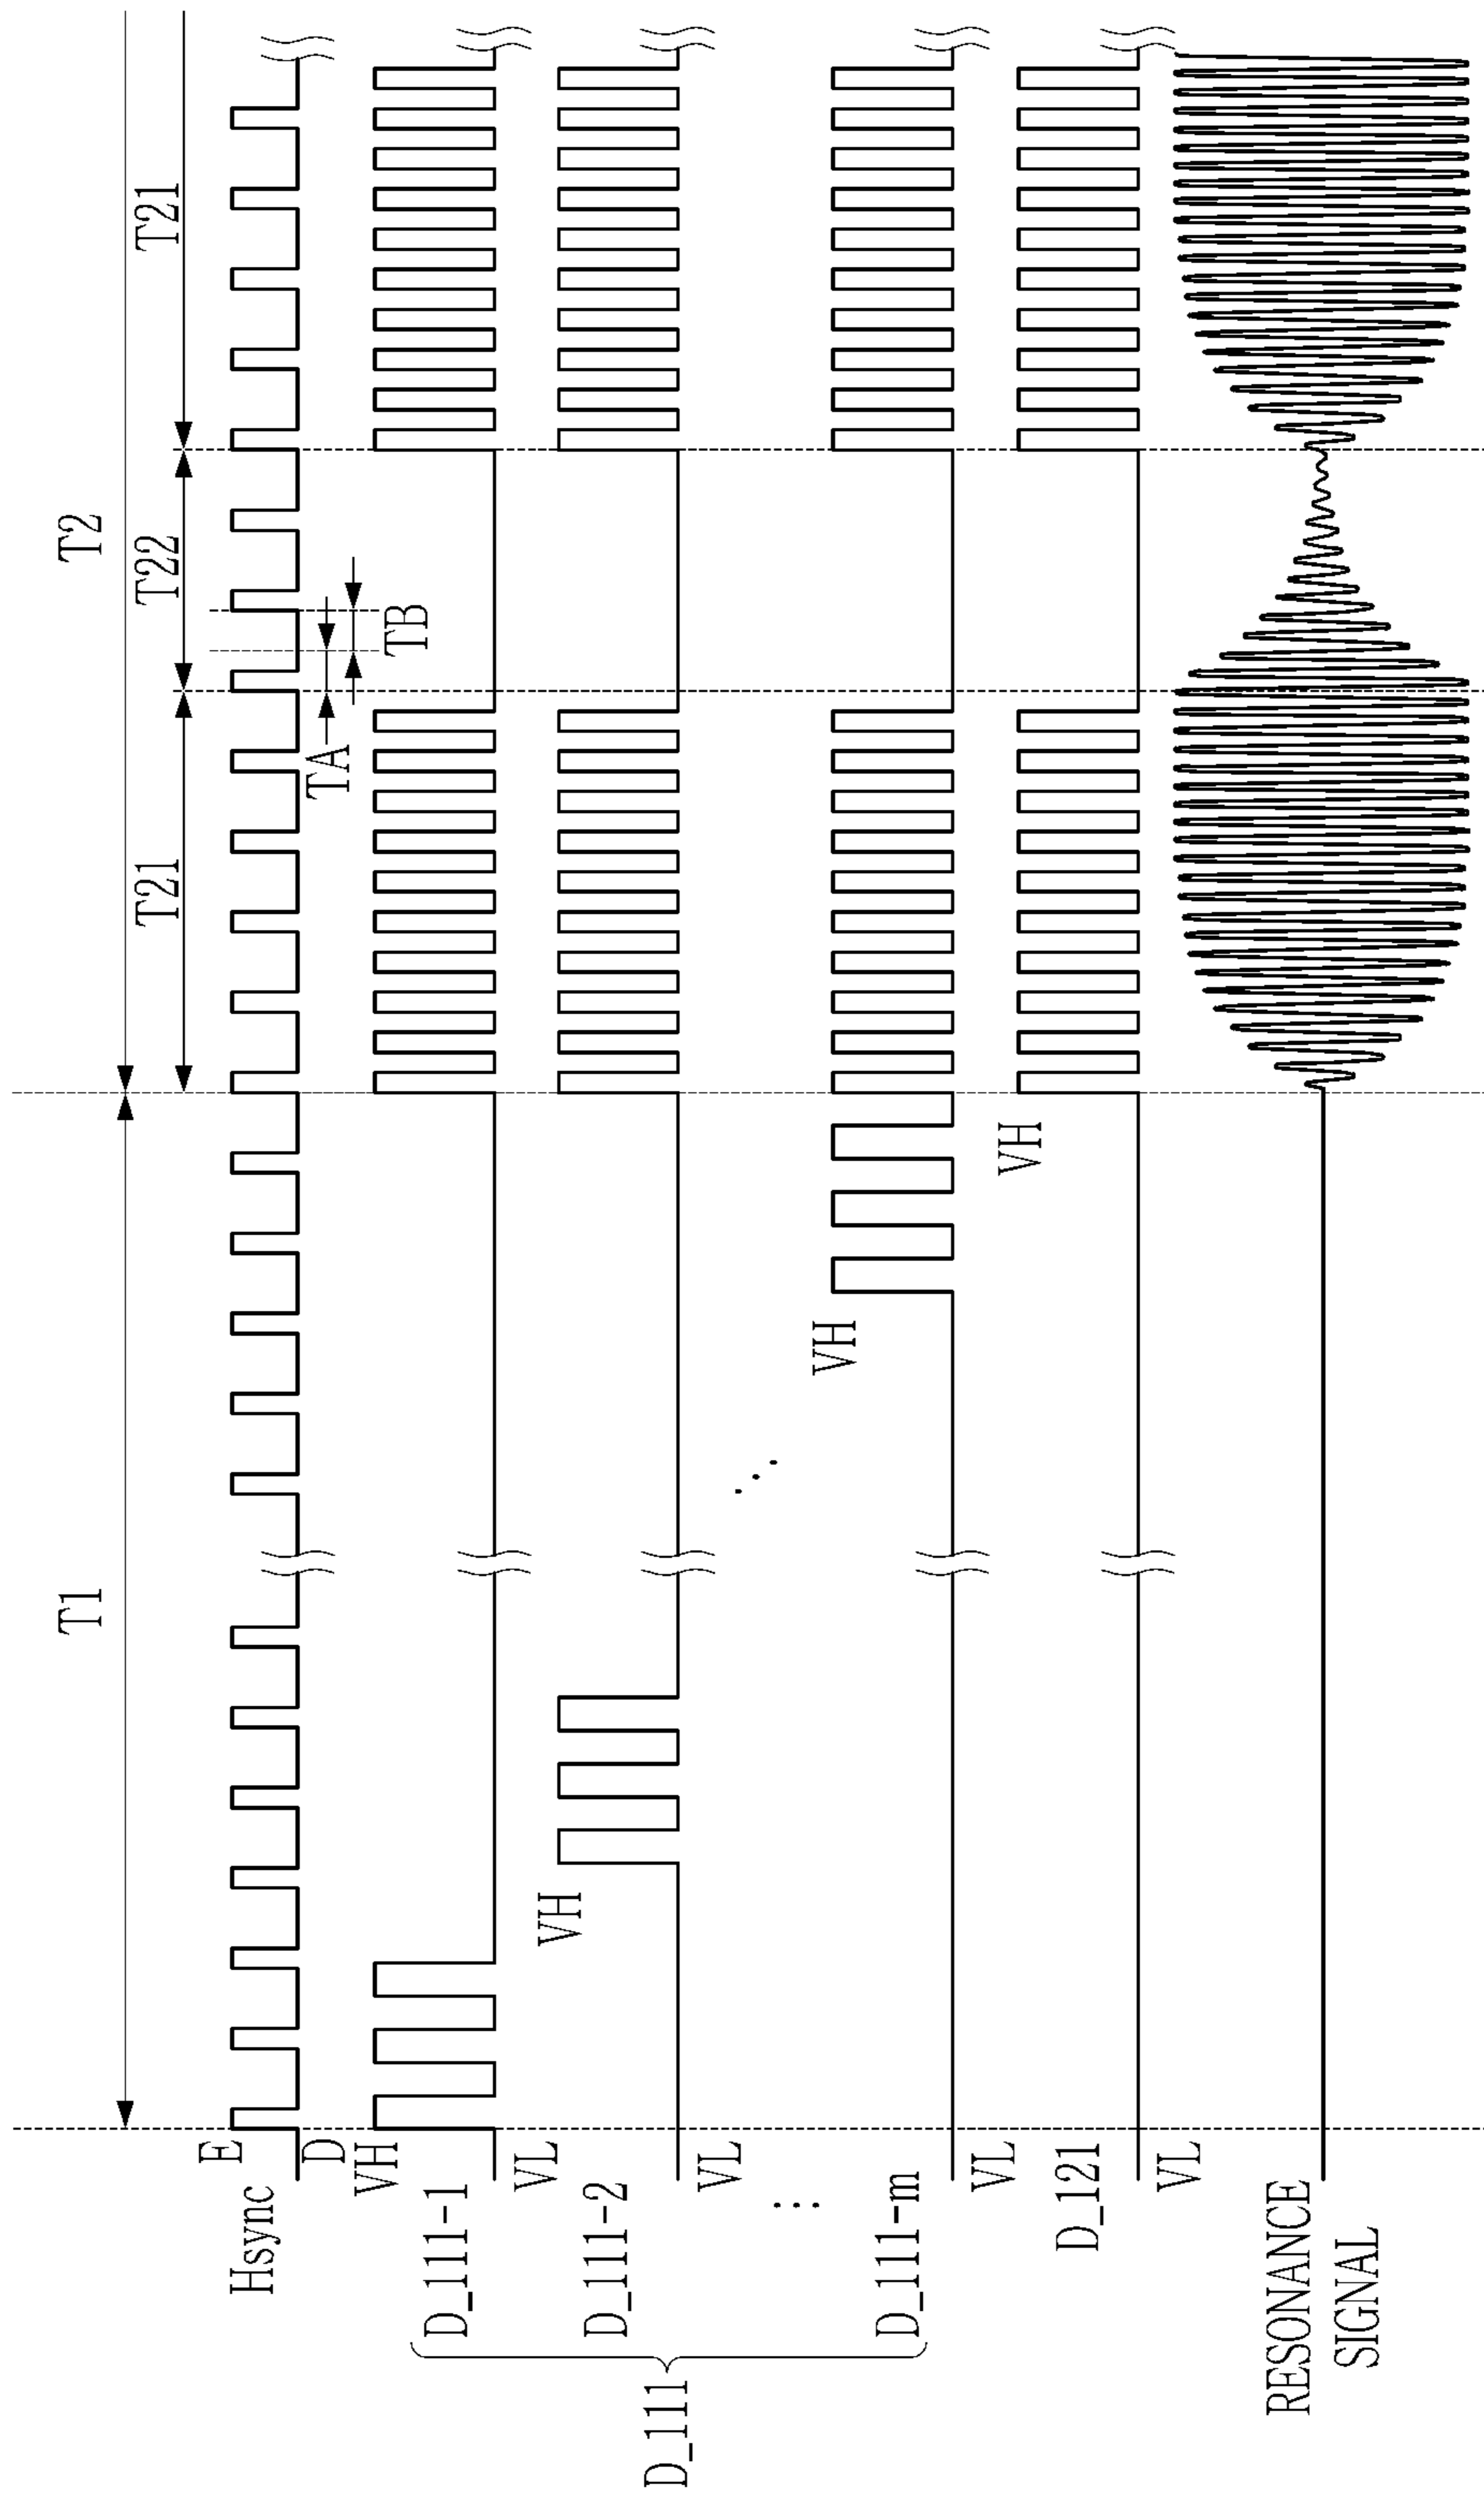 T1
T2
T21
T22
T21
Hsync
E
D
TA
TB
D_111
D_111-1
VH
VL
D_111-2
VH
VL
D_111-m
VH
VL
D_121
VH
VL
RESONANCE
SIGNAL